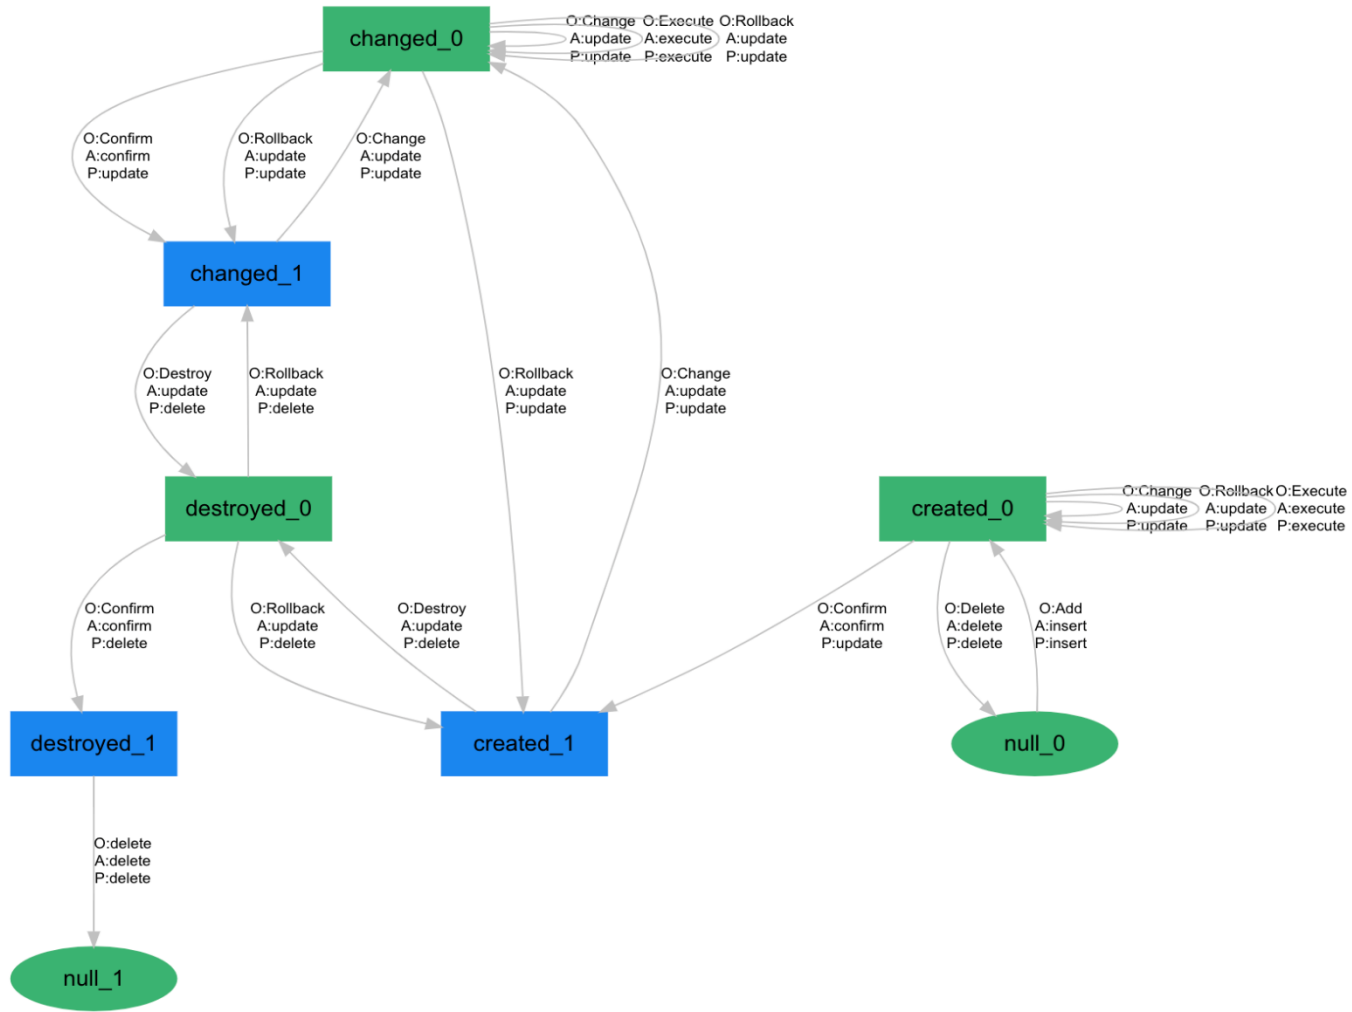 changed_0
O:Change
A:update
P:update
O:Execute
A:execute
P:execute
O:Rollback
A:update
P:update
O:Confirm
A:confirm
P:update
O:Rollback
A:update
P:update
O:Change
A:update
P:update
changed_1
O:Destroy
A:update
P:delete
O:Rollback
A:update
P:delete
O:Rollback
A:update
P:update
O:Change
A:update
P:update
destroyed_0
created_0
O:Change
A:update
P:update
O:Rollback
A:update
P:update
O:Execute
A:execute
P:execute
O:Confirm
A:confirm
P:delete
O:Rollback
A:update
P:delete
O:Destroy
A:update
P:delete
O:Confirm
A:confirm
P:update
O:Delete
A:delete
P:delete
O:Add
A:insert
P:insert
destroyed_1
created_1
null_0
O:delete
A:delete
P:delete
null_1